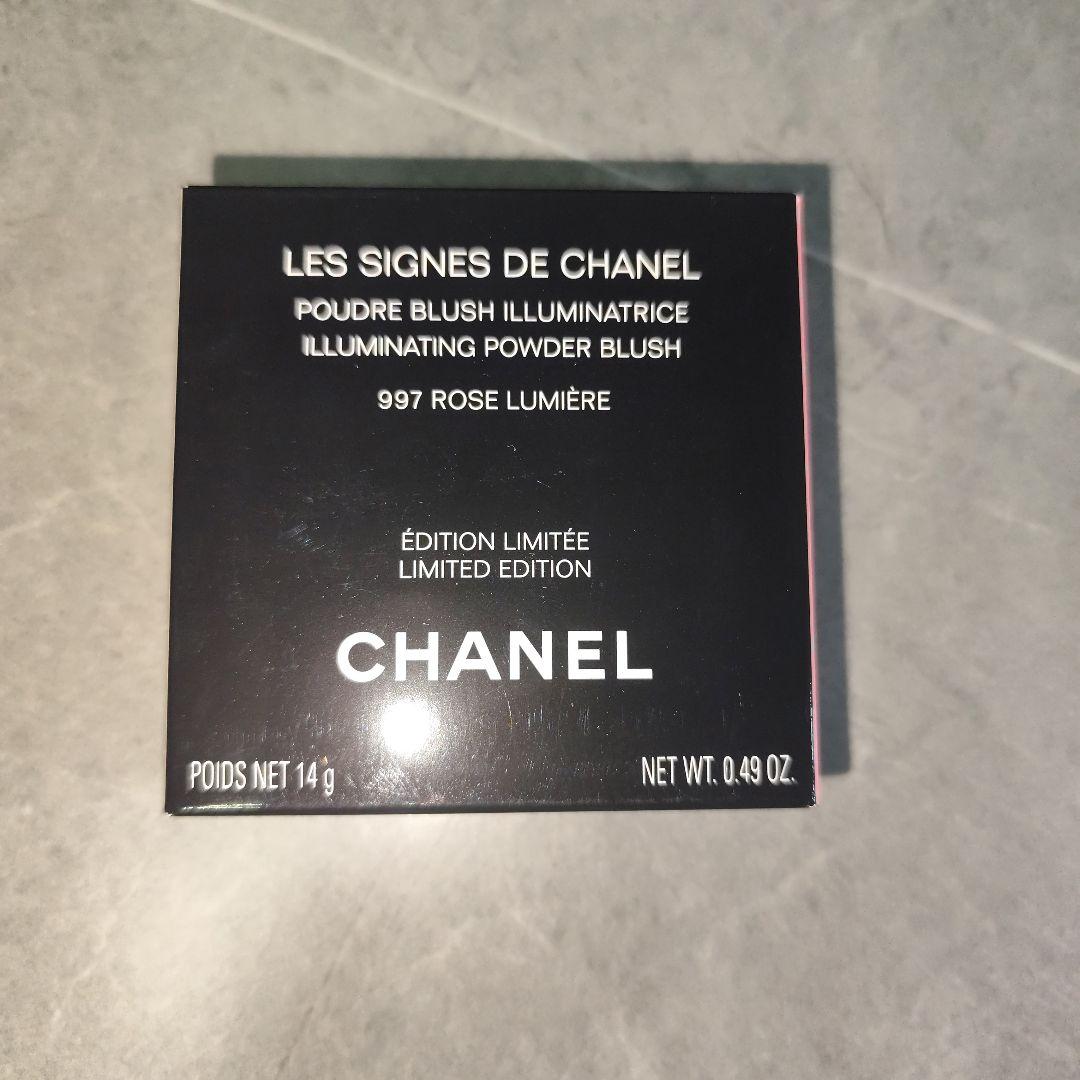 LES SIGNES DE CHANEL
POUDRE BLUSH ILLUMINATRICE
ILLUMINATING POWDER BLUSH
997 ROSE LUMIÈRE
ÉDITION LIMITÉE
LIMITED EDITION
CHANEL
POIDS NET 14 g NET WT. 0.49 OZ.